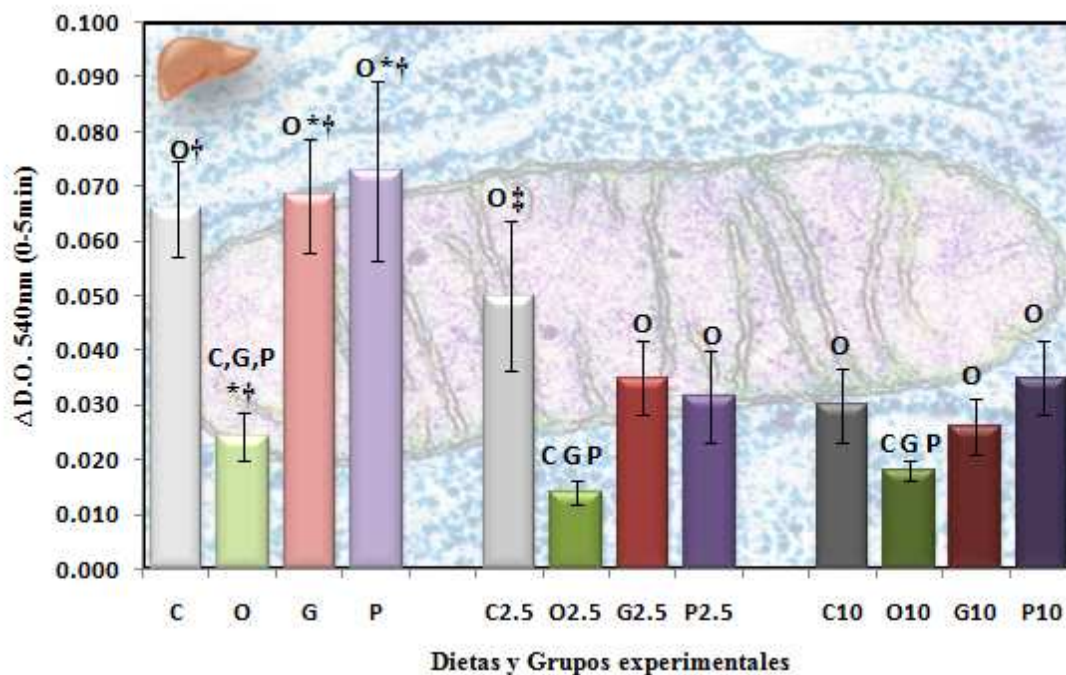 ΔD.O. 540nm (0-5min)
0.100
0.090
0.080
0.070
0.060
0.050
0.040
0.030
0.020
0.010
0.000
O†
C,G,P
*†
O*†
O*†
O‡
C G P
O
O
O
C G P
O
O
C O G P C2.5 O2.5 G2.5 P2.5 C10 O10 G10 P10
Dietas y Grupos experimentales